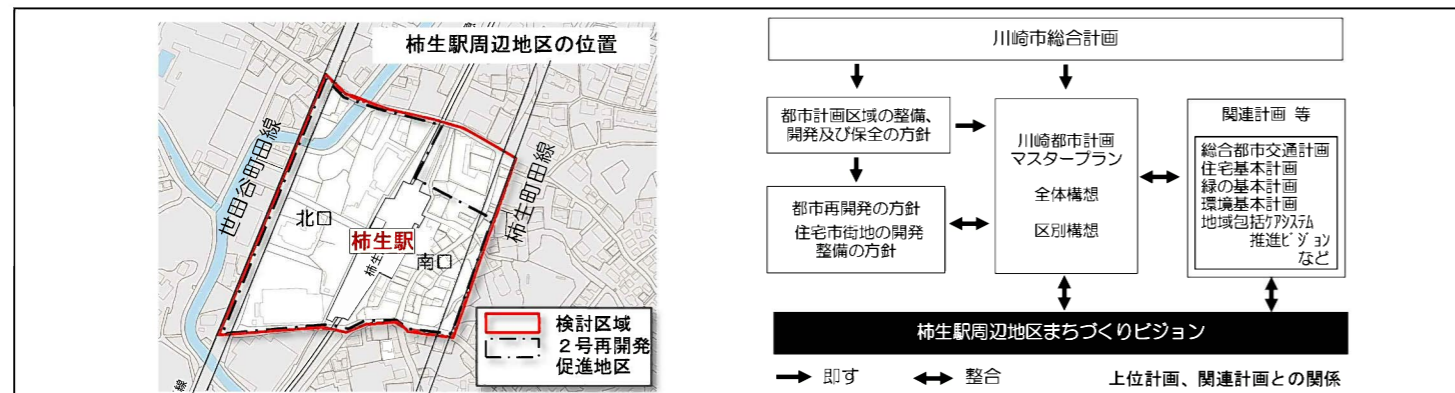 柿生駅周辺地区の位置
世田谷町田線
柿生町田線
北口
柿生駅
南口
柿生
検討区域
2号再開発
促進地区
線
線
川崎市総合計画
都市計画区域の整備、
開発及び保全の方針
川崎都市計画
マスタープラン
全体構想
区別構想
関連計画 等
総合都市交通計画
住宅基本計画
緑の基本計画
環境基本計画
地域包括ケアシステム
推進ビジョン
など
都市再開発の方針
住宅市街地の開発
整備の方針
柿生駅周辺地区まちづくりビジョン
即す
整合
上位計画、関連計画との関係